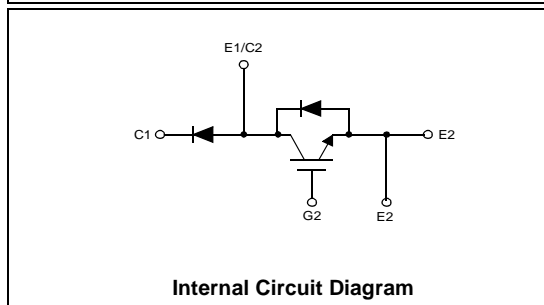 E1/C2
C1
E2
G2
E2
Internal Circuit Diagram